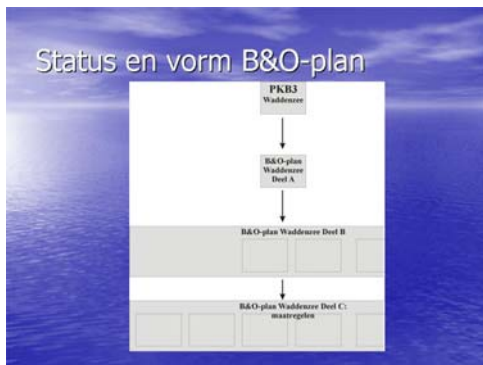 Status en vorm B&O-plan
PKB3
Waddenzee
B&O-plan
Waddenzee
Deel A
B&O-plan Waddenzee Deel B
B&O-plan Waddenzee Deel C:
maatregelen